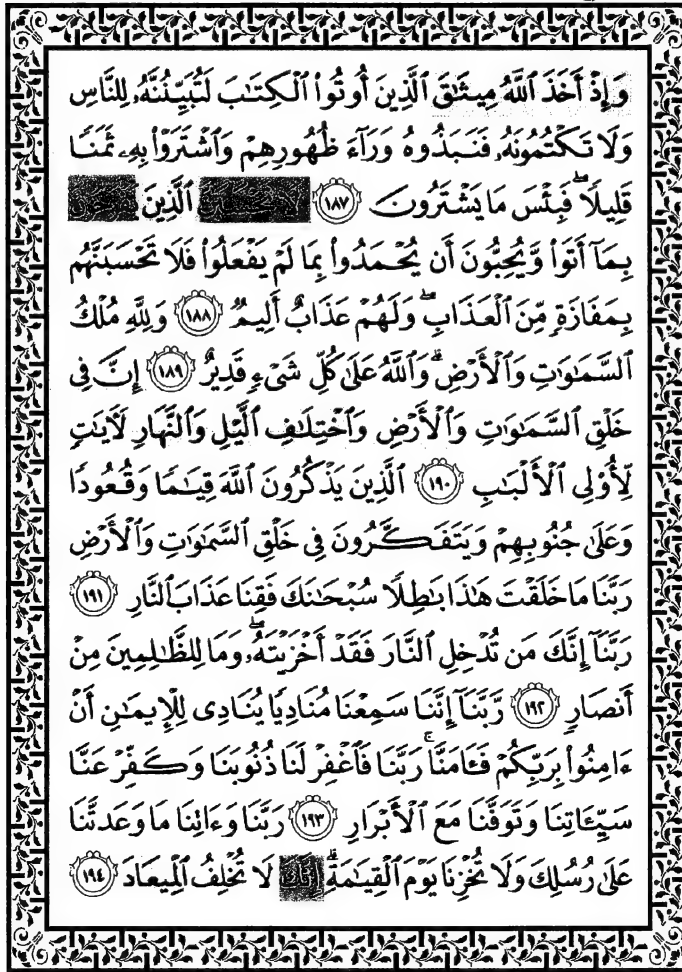 وَإِذْ أَخَذَ ٱللَّهُ مِيثَٰقَ ٱلَّذِينَ أُوتُوا۟ ٱلْكِتَٰبَ لَتُبَيِّنُنَّهُۥ لِلنَّاسِ
وَلَا تَكْتُمُونَهُۥ فَنَبَذُوهُ وَرَآءَ ظُهُورِهِمْ وَٱشْتَرَوْا۟ بِهِۦ ثَمَنًا
قَلِيلًا ۖ فَبِئْسَ مَا يَشْتَرُونَ ١٨٧ ٱلَّذِينَ
بِمَآ أَتَوا۟ وَّيُحِبُّونَ أَن يُحْمَدُوا۟ بِمَا لَمْ يَفْعَلُوا۟ فَلَا تَحْسَبَنَّهُم
بِمَفَازَةٍ مِّنَ ٱلْعَذَابِ ۖ وَلَهُمْ عَذَابٌ أَلِيمٌ ١٨٨ وَلِلَّهِ مُلْكُ
ٱلسَّمَٰوَٰتِ وَٱلْأَرْضِ ۗ وَٱللَّهُ عَلَىٰ كُلِّ شَىْءٍ قَدِيرٌ ١٨٩ إِنَّ فِى
خَلْقِ ٱلسَّمَٰوَٰتِ وَٱلْأَرْضِ وَٱخْتِلَٰفِ ٱلَّيْلِ وَٱلنَّهَارِ لَءَايَٰتٍ
لِّأُو۟لِى ٱلْأَلْبَٰبِ ١٩٠ ٱلَّذِينَ يَذْكُرُونَ ٱللَّهَ قِيَٰمًا وَقُعُودًا
وَعَلَىٰ جُنُوبِهِمْ وَيَتَفَكَّرُونَ فِى خَلْقِ ٱلسَّمَٰوَٰتِ وَٱلْأَرْضِ
رَبَّنَا مَا خَلَقْتَ هَٰذَا بَٰطِلًا سُبْحَٰنَكَ فَقِنَا عَذَابَ ٱلنَّارِ ١٩١
رَبَّنَآ إِنَّكَ مَن تُدْخِلِ ٱلنَّارَ فَقَدْ أَخْزَيْتَهُۥ ۖ وَمَا لِلظَّٰلِمِينَ مِنْ
أَنصَارٍ ١٩٢ رَّبَّنَآ إِنَّنَا سَمِعْنَا مُنَادِيًا يُنَادِى لِلْإِيمَٰنِ أَنْ
ءَامِنُوا۟ بِرَبِّكُمْ فَـَٔامَنَّا ۚ رَبَّنَا فَٱغْفِرْ لَنَا ذُنُوبَنَا وَكَفِّرْ عَنَّا
سَيِّـَٔاتِنَا وَتَوَفَّنَا مَعَ ٱلْأَبْرَارِ ١٩٣ رَبَّنَا وَءَاتِنَا مَا وَعَدتَّنَا
عَلَىٰ رُسُلِكَ وَلَا تُخْزِنَا يَوْمَ ٱلْقِيَٰمَةِ ۗ إِنَّكَ لَا تُخْلِفُ ٱلْمِيعَادَ ١٩٤